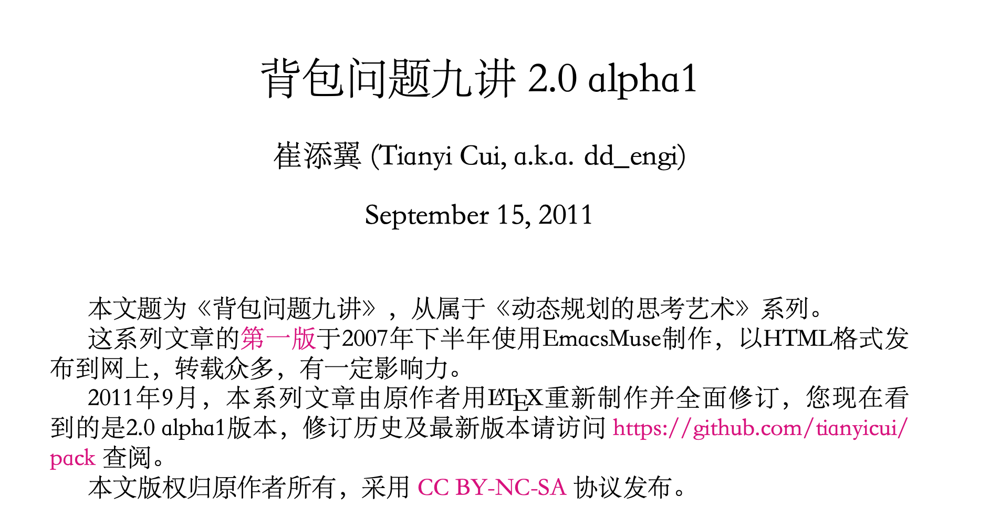 背包问题九讲 2.0 alpha1
崔添翼 (Tianyi Cui, a.k.a. dd_engi)
September 15, 2011
本文题为《背包问题九讲》，从属于《动态规划的思考艺术》系列。
这系列文章的第一版于2007年下半年使用EmacsMuse制作，以HTML格式发
布到网上，转载众多，有一定影响力。
2011年9月，本系列文章由原作者用LATEX重新制作并全面修订，您现在看
到的是2.0 alpha1版本，修订历史及最新版本请访问 https://github.com/tianyicui/
pack 查阅。
本文版权归原作者所有，采用 CC BY-NC-SA 协议发布。